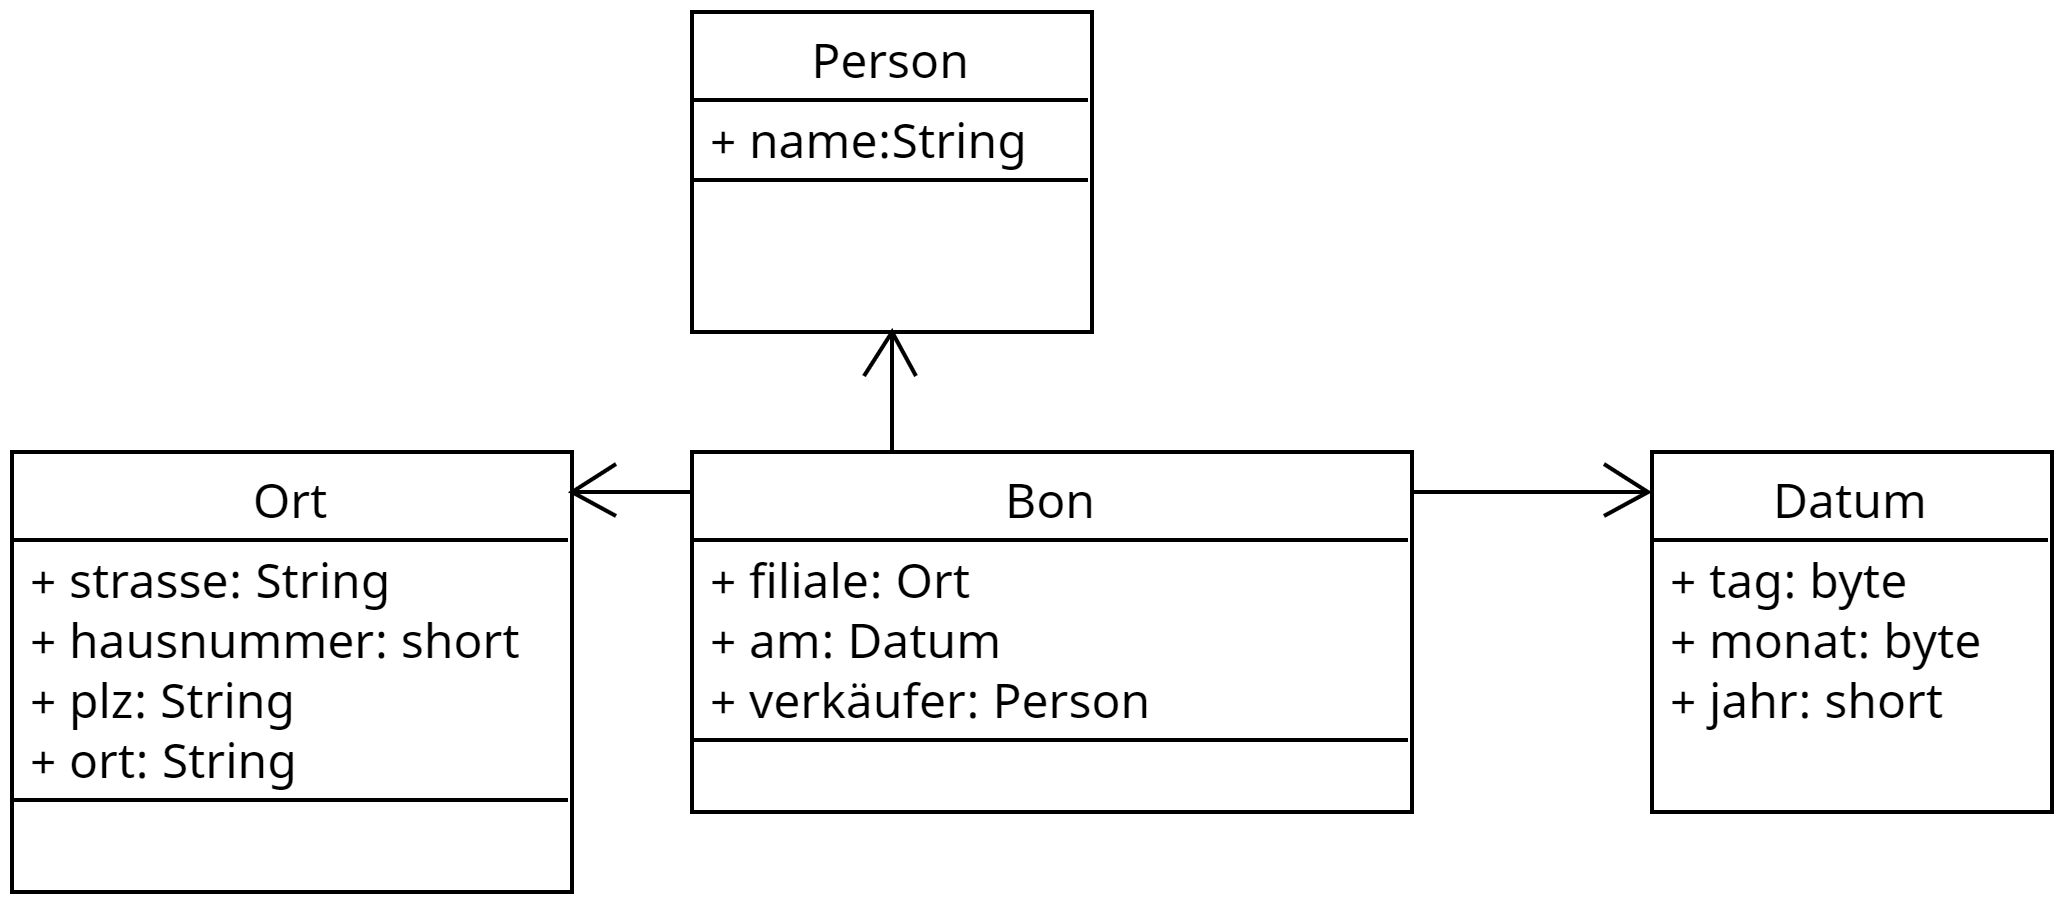 Person
+ name:String
Ort
+ strasse: String
+ hausnummer: short
+ plz: String
+ ort: String
Bon
+ filiale: Ort
+ am: Datum
+ verkäufer: Person
Datum
+ tag: byte
+ monat: byte
+ jahr: short